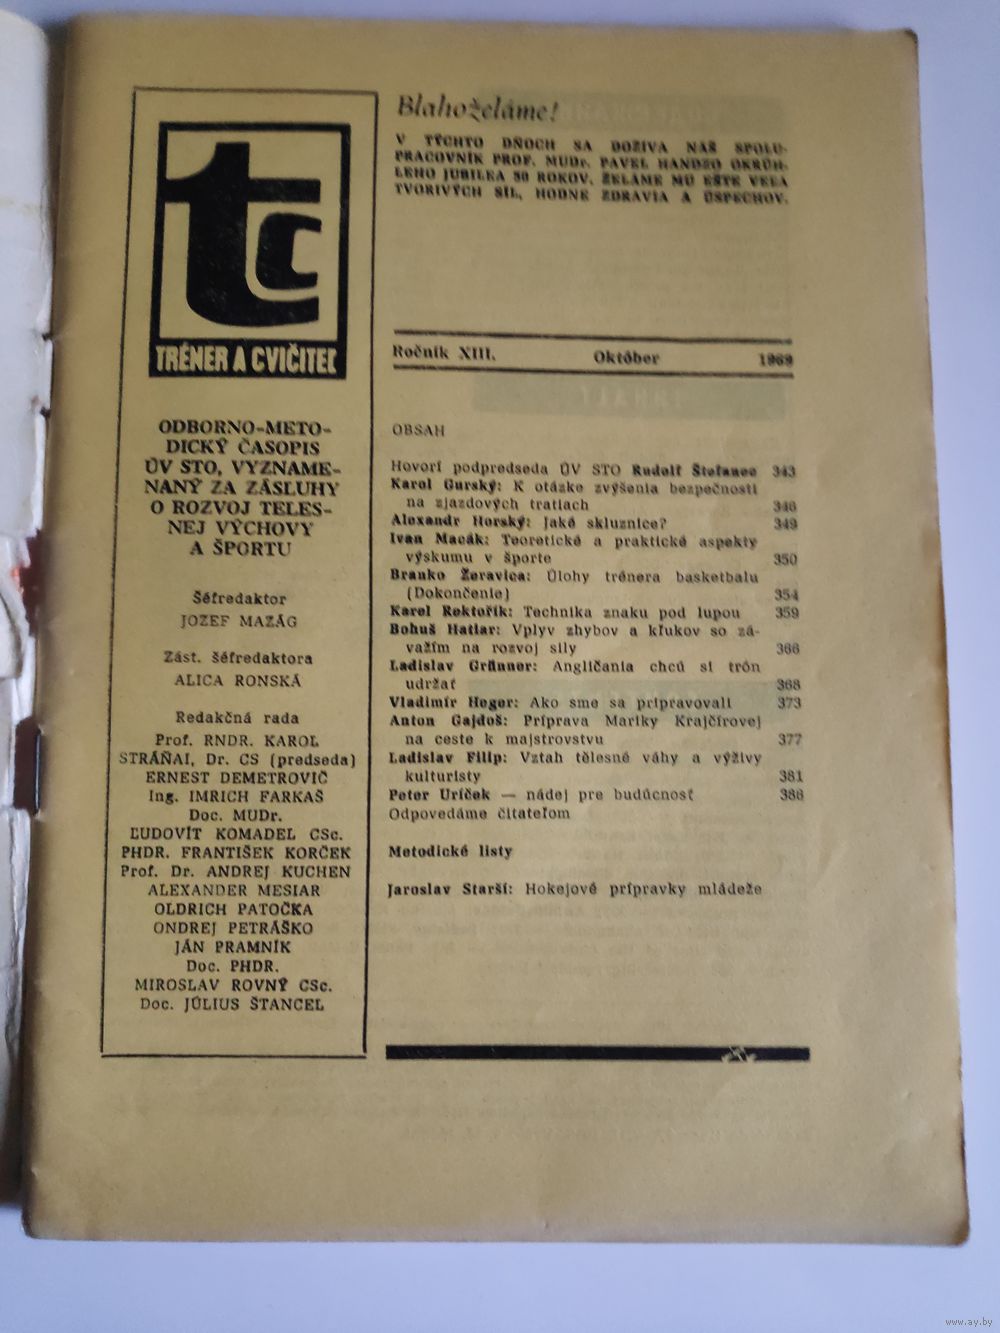 tc
TRÉNER A CVIČITEĽ
ODBORNO-METO-
DICKÝ ČASOPIS
ÚV STO, VYZNAME-
NANÝ ZA ZÁSLUHY
O ROZVOJ TELES-
NEJ VÝCHOVY
A ŠPORTU
Šéfredaktor
JOZEF MAZÁG
Zást. šéfredaktora
ALICA RONSKÁ
Redakčná rada
Prof. RNDR. KAROL
STRÁŇAI, Dr. CS (predseda)
ERNEST DEMETROVIČ
Ing. IMRICH FARKAŠ
Doc. MUDr.
ĽUDOVÍT KOMADEL CSc.
PHDR. FRANTIŠEK KORČEK
Prof. Dr. ANDREJ KUCHEN
ALEXANDER MESIAR
OLDRICH PATOČKA
ONDREJ PETRÁŠKO
JÁN PRAMNÍK
Doc. PHDR.
MIROSLAV ROVNÝ CSc.
Doc. JÚLIUS ŠTANCEL
Blahoželáme!
V TÝCHTO DŇOCH SA DOŽÍVA NÁŠ SPOLU-
PRACOVNÍK PROF. MUDr. PAVEL HANDZO OKRÚH-
LEHO JUBILEA 50 ROKOV. ŽELÁME MU EŠTE VEĽA
TVORIVÝCH SÍL, HODNE ZDRAVIA A ÚSPECHOV.
Ročník XIII. Október 1969
OBSAH
Hovorí podpredseda ÚV STO Rudolf Štefanec 343
Karol Gurský: K otázke zvýšenia bezpečnosti
na zjazdových tratiach 346
Alexandr Horský: Jaké skluznice? 349
Ivan Macák: Teoretické a praktické aspekty
výskumu v športe 350
Branko Žeravica: Úlohy trénera basketbalu
(Dokončenie) 354
Karel Rektořík: Technika znaku pod lupou 359
Bohuš Hatiar: Vplyv zhybov a kľukov so zá-
važím na rozvoj sily 366
Ladislav Grünner: Angličania chcú si trón
udržať 368
Vladimír Heger: Ako sme sa pripravovali 373
Anton Gajdoš: Príprava Mariky Krajčírovej
na ceste k majstrovstvu 377
Ladislav Filip: Vztah tělesné váhy a výživy
kulturisty 381
Peter Uríček — nádej pre budúcnosť 386
Odpovedáme čitateľom
Metodické listy
Jaroslav Starší: Hokejové prípravky mládeže
www.ay.by